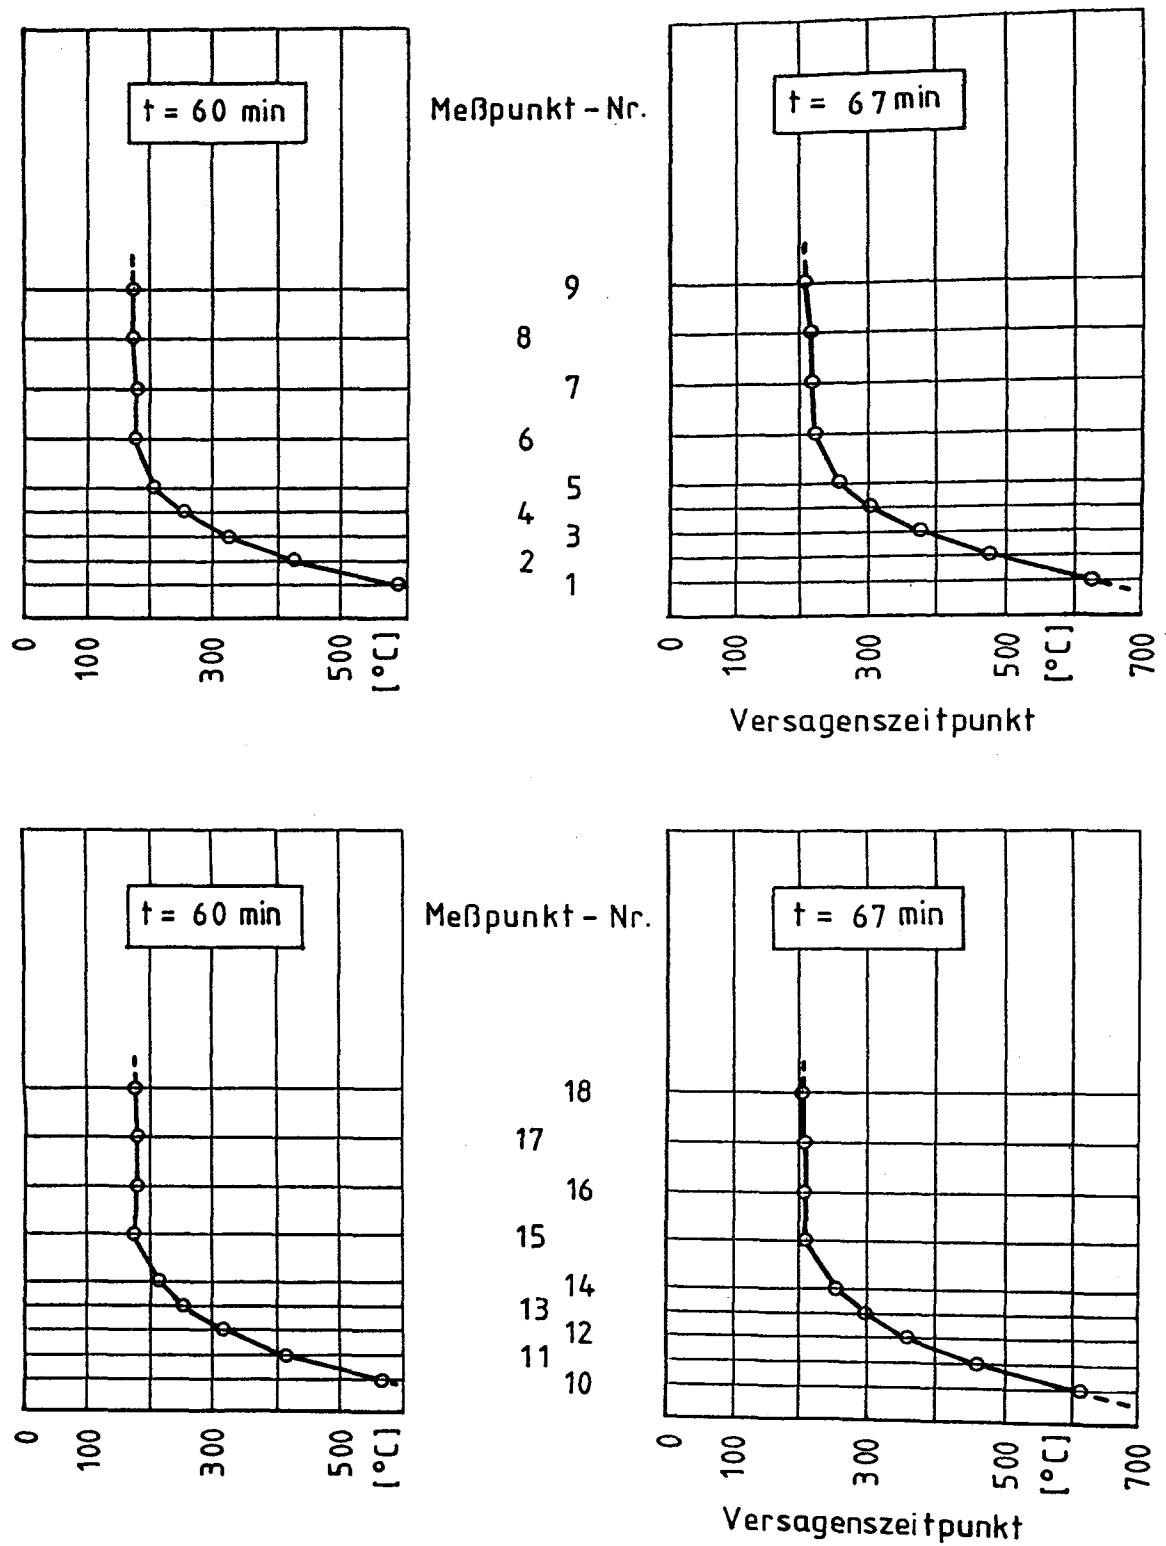 t = 60 min
Meßpunkt - Nr.
t = 67 min
9
8
7
6
5
4
3
2
1
0 100 300 500 [°C]
0 100 300 500 [°C] 700
Versagenszeitpunkt
t = 60 min
Meßpunkt - Nr.
t = 67 min
18
17
16
15
14
13
12
11
10
0 100 300 500 [°C]
0 100 300 500 [°C] 700
Versagenszeitpunkt